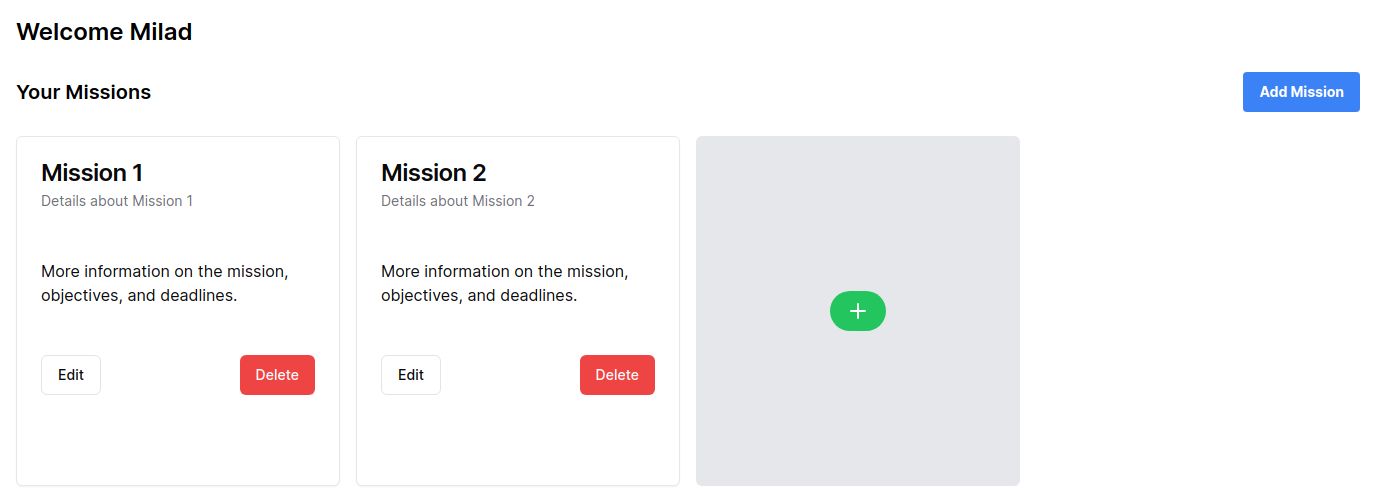 Welcome Milad
Your Missions
Add Mission
Mission 1
Details about Mission 1
More information on the mission,
objectives, and deadlines.
Edit
Delete
Mission 2
Details about Mission 2
More information on the mission,
objectives, and deadlines.
Edit
Delete
+